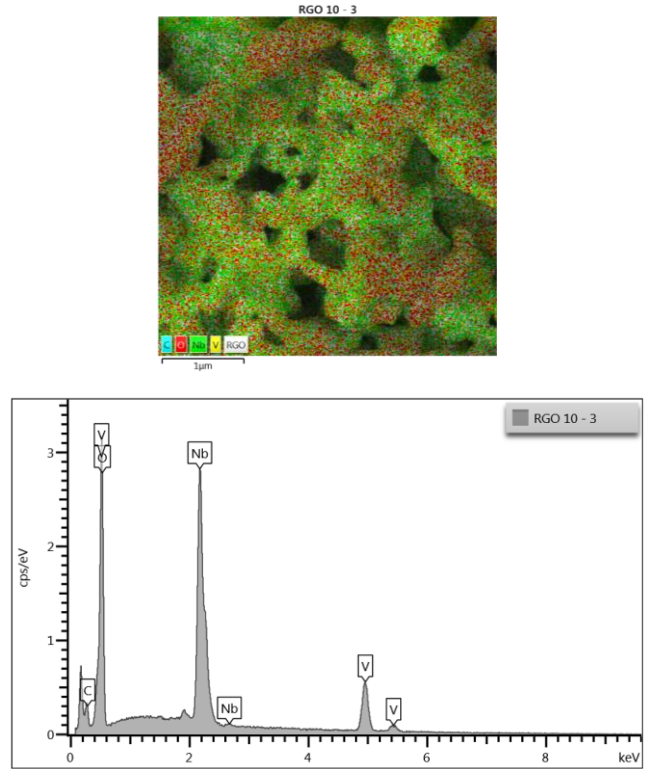 RGO 10 - 3
C O Nb V RGO
1µm
RGO 10 - 3
V
O
Nb
3
2
cps/eV
1
V
C
Nb
V
0
0 2 4 6 8 keV